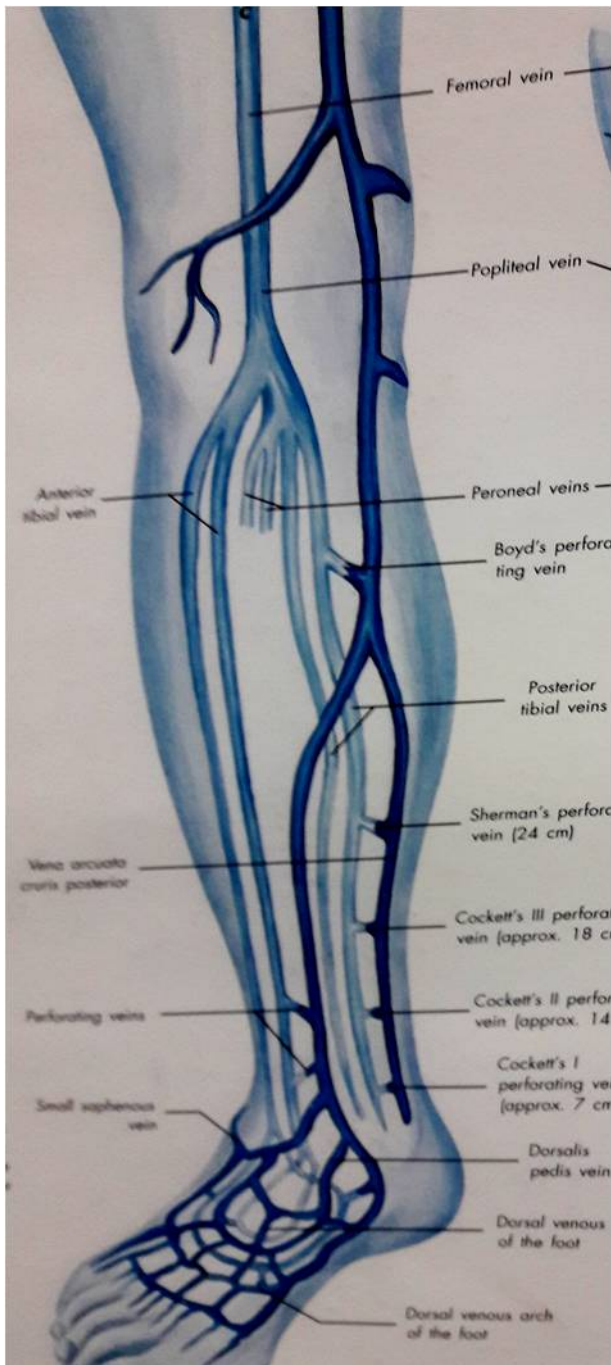 c
Femoral vein
Popliteal vein
Anterior
tibial vein
Peroneal veins
Boyd's perfora
ting vein
Posterior
tibial veins
Sherman's perfora
vein (24 cm)
Vena arcuata
cruris posterior
Cockett's III perfora
vein (approx. 18 c
Perforating veins
Cockett's II perfor
vein (approx. 14
Cockett's I
perforating ve
(approx. 7 cm
Small saphenous
vein
Dorsalis
pedis vein
Dorsal venous
of the foot
Dorsal venous arch
of the foot